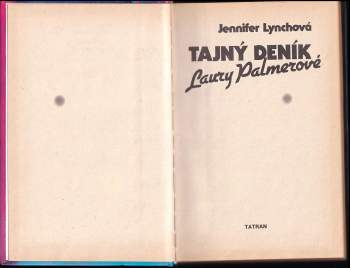 Jennifer Lynchová
TAJNÝ DENÍK
Laury Palmerové
TATRAN